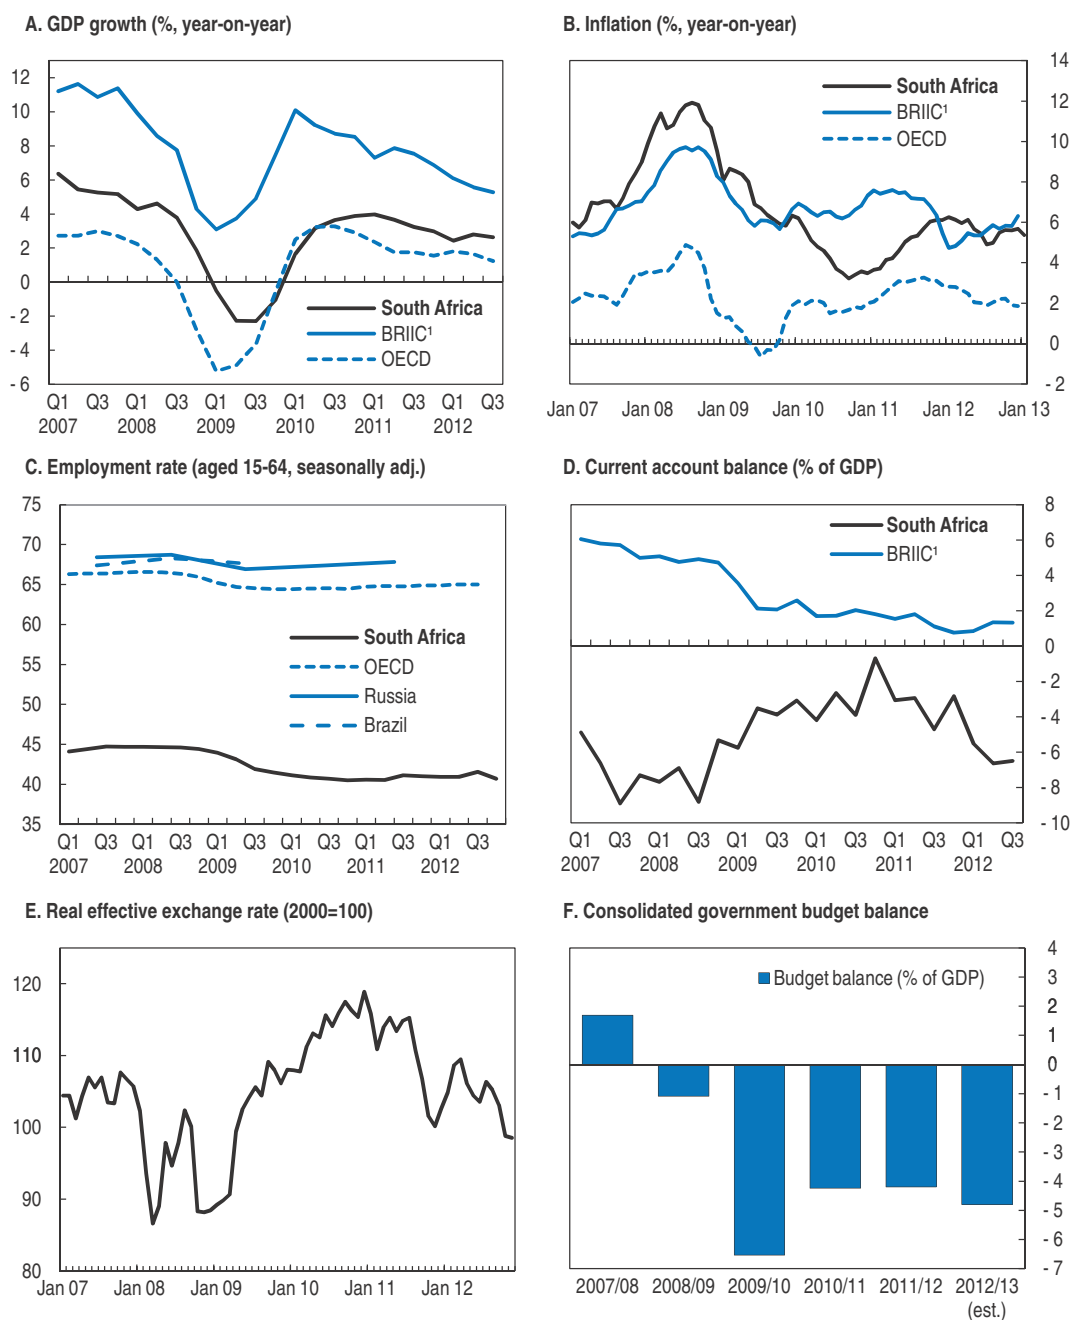 A. GDP growth (%, year-on-year)
12
10
8
6
4
2
0
- 2
- 4
- 6
South Africa
BRIIC¹
OECD
Q1 Q3 Q1 Q3 Q1 Q3 Q1 Q3 Q1 Q3 Q1 Q3
2007 2008 2009 2010 2011 2012
B. Inflation (%, year-on-year)
14
12
10
8
6
4
2
0
- 2
South Africa
BRIIC¹
OECD
Jan 07 Jan 08 Jan 09 Jan 10 Jan 11 Jan 12 Jan 13
C. Employment rate (aged 15-64, seasonally adj.)
75
70
65
60
55
50
45
40
35
South Africa
OECD
Russia
Brazil
Q1 Q3 Q1 Q3 Q1 Q3 Q1 Q3 Q1 Q3 Q1 Q3
2007 2008 2009 2010 2011 2012
D. Current account balance (% of GDP)
8
6
4
2
0
- 2
- 4
- 6
- 8
- 10
South Africa
BRIIC¹
Q1 Q3 Q1 Q3 Q1 Q3 Q1 Q3 Q1 Q3 Q1 Q3
2007 2008 2009 2010 2011 2012
E. Real effective exchange rate (2000=100)
120
110
100
90
80
Jan 07 Jan 08 Jan 09 Jan 10 Jan 11 Jan 12
F. Consolidated government budget balance
4
3
2
1
0
- 1
- 2
- 3
- 4
- 5
- 6
- 7
Budget balance (% of GDP)
2007/08 2008/09 2009/10 2010/11 2011/12 2012/13
(est.)